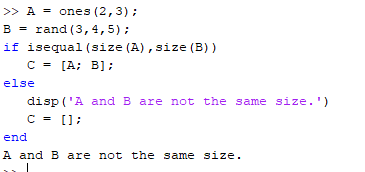 >> A = ones(2,3);
B = rand(3,4,5);
if isequal(size(A),size(B))
   C = [A; B];
else
   disp('A and B are not the same size.')
   C = [];
end
A and B are not the same size.
>>